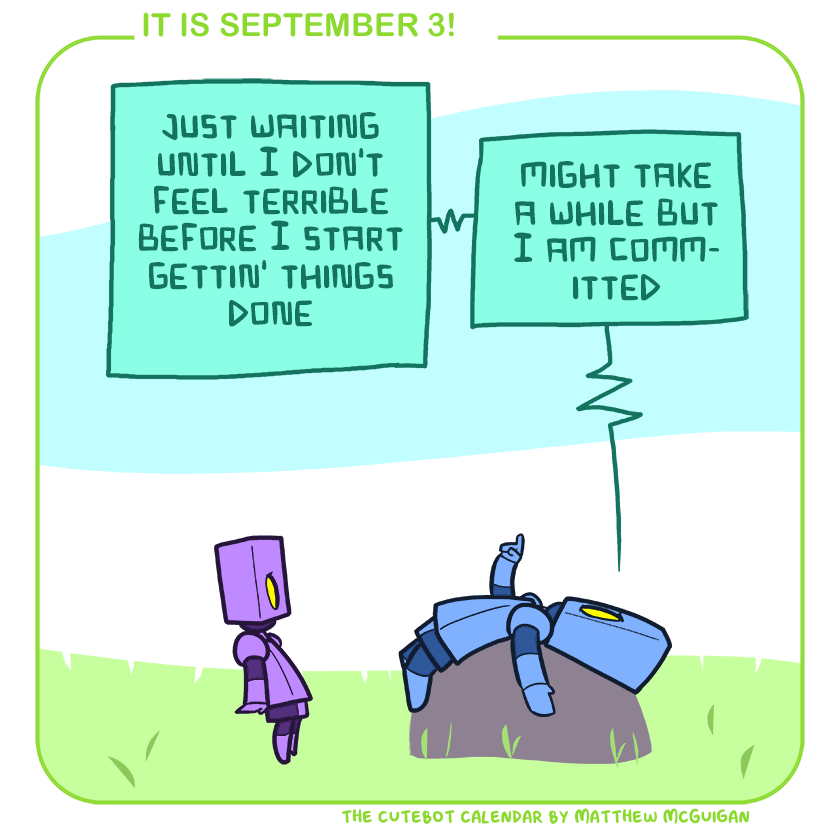 IT IS SEPTEMBER 3!
JUST WAITING
UNTIL I DON'T
FEEL TERRIBLE
BEFORE I START
GETTIN' THINGS
DONE
MIGHT TAKE
A WHILE BUT
I AM COMM-
ITTED
THE CUTEBOT CALENDAR BY MATTHEW MCGUIGAN